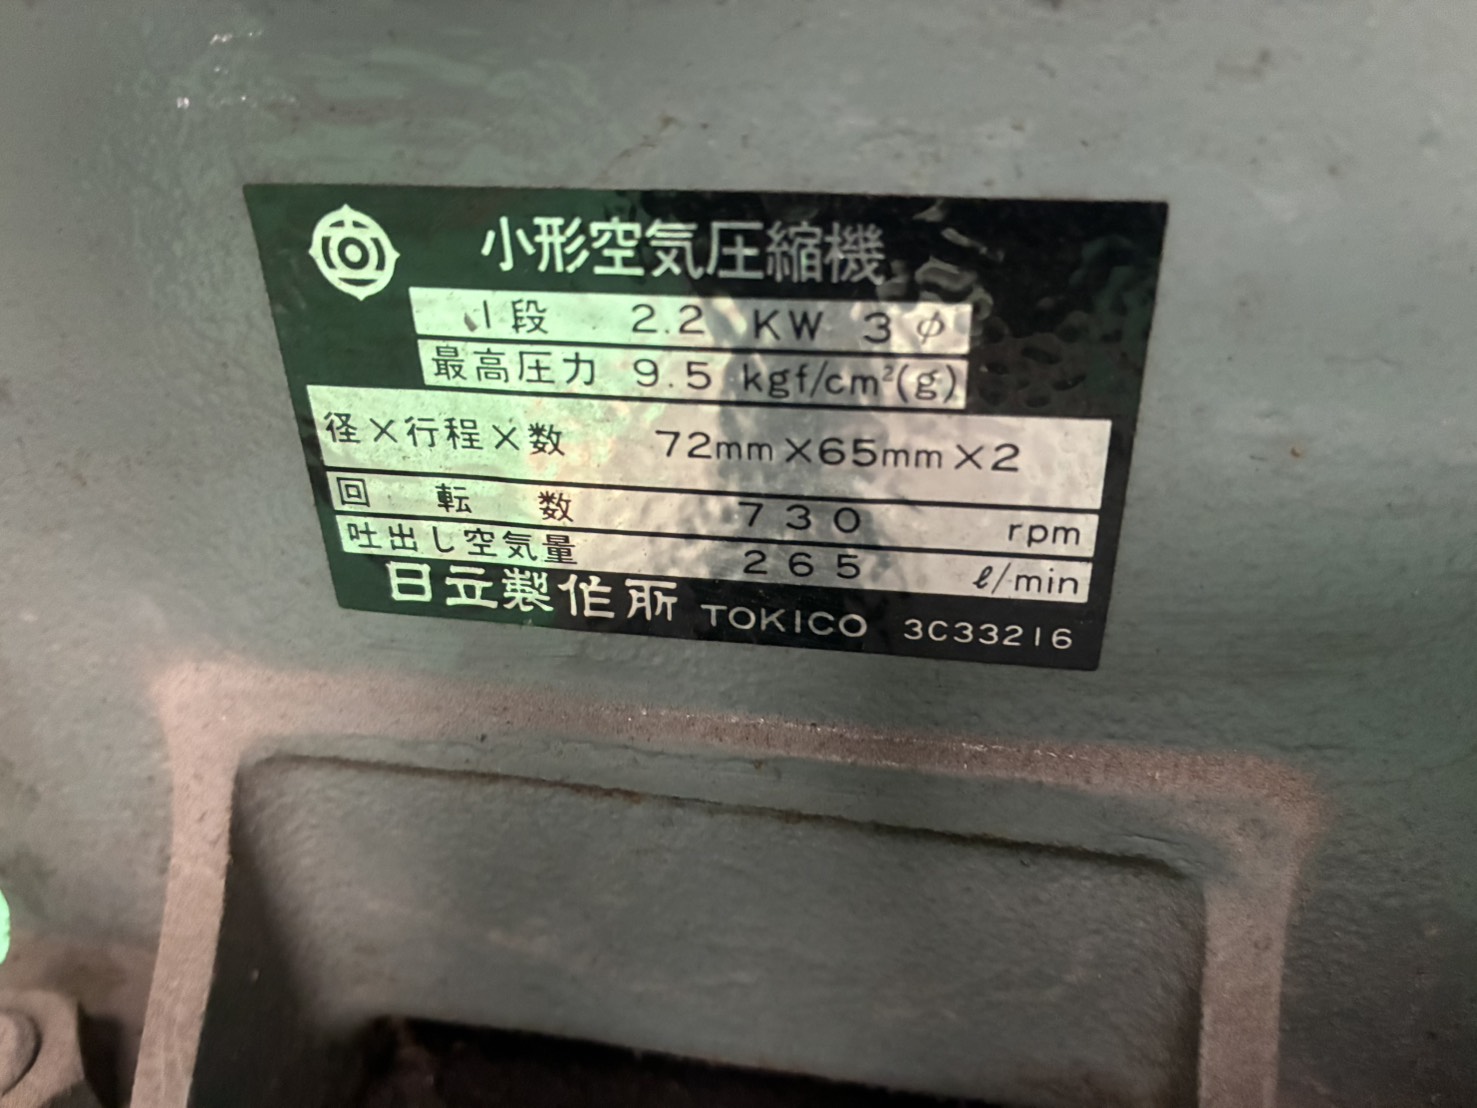 小形空気圧縮機
1段 2.2 KW 3φ
最高圧力 9.5 kgf/cm²(g)
径×行程×数 72mm×65mm×2
回転数 730 rpm
吐出し空気量 265 ℓ/min
日立製作所 TOKICO 3C33216